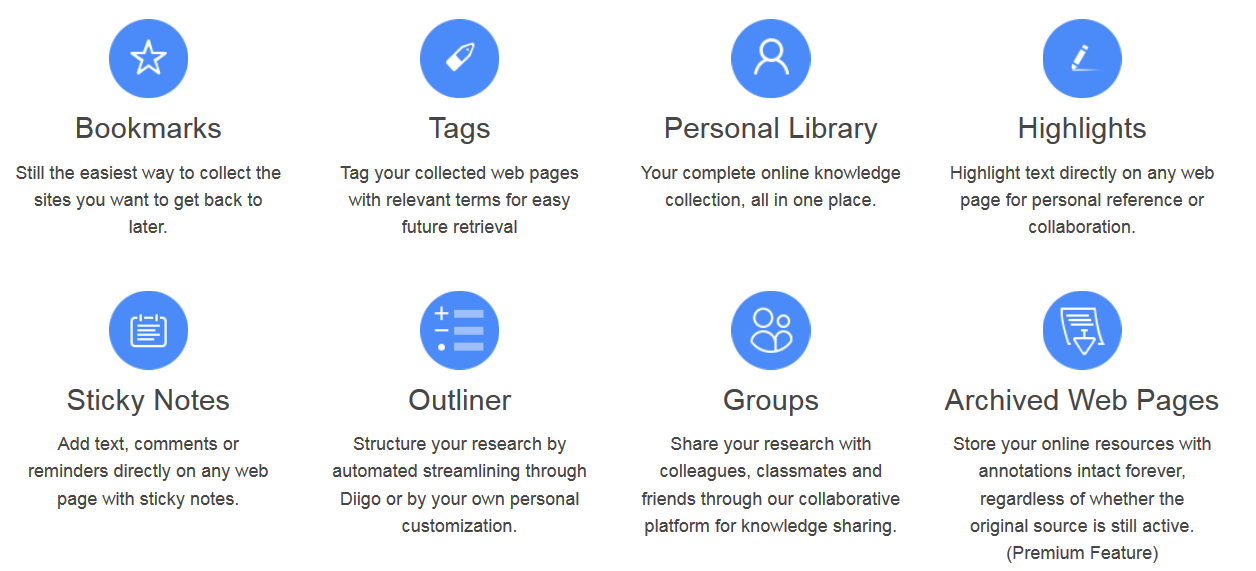 Bookmarks
Still the easiest way to collect the
sites you want to get back to
later.
Tags
Tag your collected web pages
with relevant terms for easy
future retrieval
Personal Library
Your complete online knowledge
collection, all in one place.
Highlights
Highlight text directly on any web
page for personal reference or
collaboration.
Sticky Notes
Add text, comments or
reminders directly on any web
page with sticky notes.
Outliner
Structure your research by
automated streamlining through
Diigo or by your own personal
customization.
Groups
Share your research with
colleagues, classmates and
friends through our collaborative
platform for knowledge sharing.
Archived Web Pages
Store your online resources with
annotations intact forever,
regardless of whether the
original source is still active.
(Premium Feature)